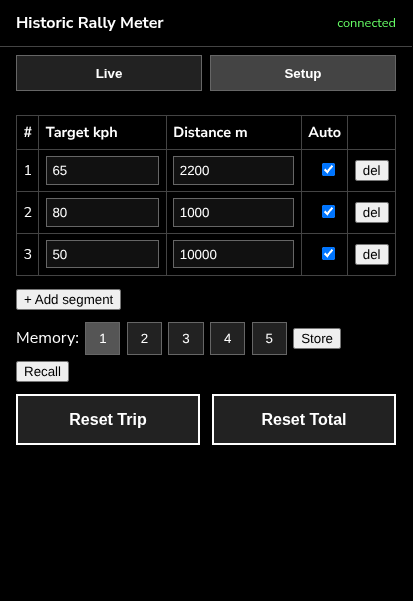 Historic Rally Meter connected
Live Setup
# Target kph Distance m Auto
1 65 2200 del
2 80 1000 del
3 50 10000 del
+ Add segment
Memory: 1 2 3 4 5 Store
Recall
Reset Trip Reset Total